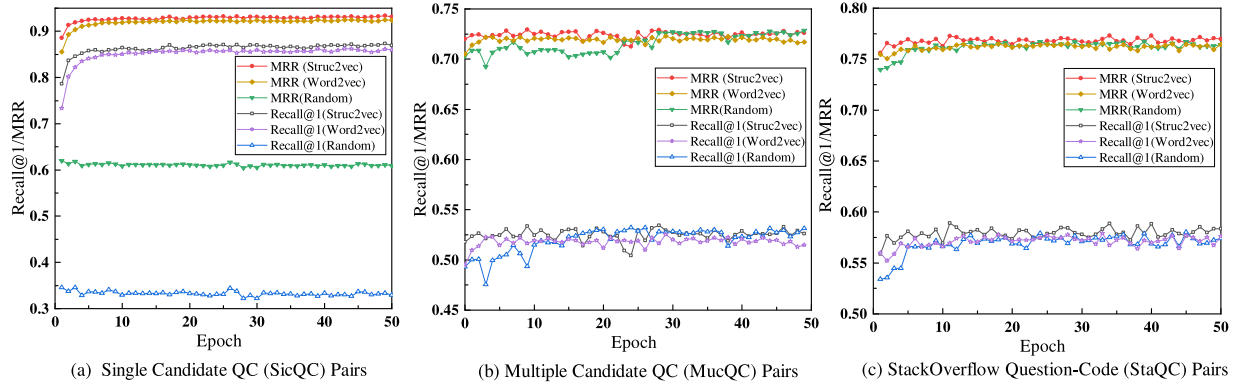 Recall@1/MRR
0.9
0.8
0.7
0.6
0.5
0.4
0.3
0
10
20
30
40
50
Epoch
MRR (Struc2vec)
MRR (Word2vec)
MRR(Random)
Recall@1(Struc2vec)
Recall@1(Word2vec)
Recall@1(Random)
(a) Single Candidate QC (SicQC) Pairs
Recall@1/MRR
0.75
0.70
0.65
0.60
0.55
0.50
0.45
0
10
20
30
40
50
Epoch
MRR (Struc2vec)
MRR (Word2vec)
MRR(Random)
Recall@1(Struc2vec)
Recall@1(Word2vec)
Recall@1(Random)
(b) Multiple Candidate QC (MucQC) Pairs
Recall@1/MRR
0.80
0.75
0.70
0.65
0.60
0.55
0.50
0
10
20
30
40
50
Epoch
MRR (Struc2vec)
MRR (Word2vec)
MRR(Random)
Recall@1(Struc2vec)
Recall@1(Word2vec)
Recall@1(Random)
(c) StackOverflow Question-Code (StaQC) Pairs